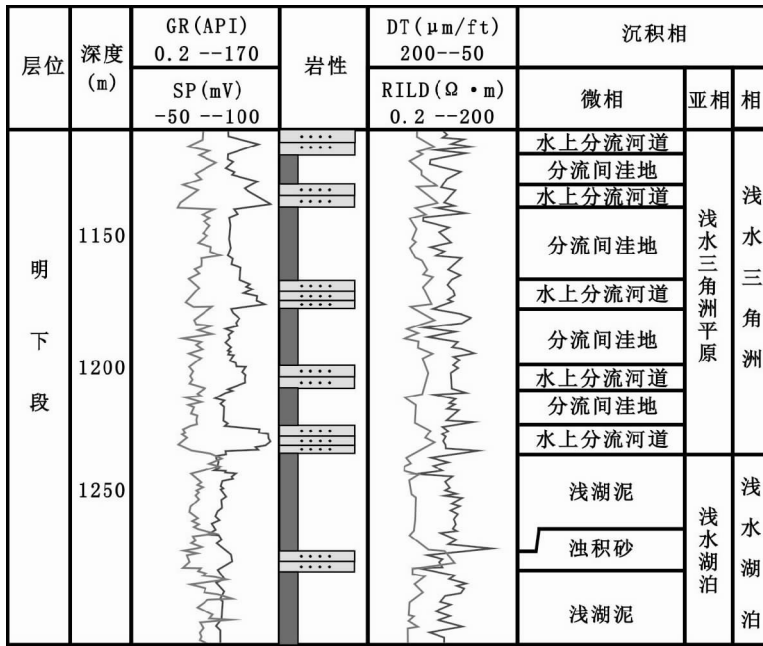 层位
深度
(m)
GR(API)
0.2 --170
SP(mV)
-50 --100
岩性
DT(μm/ft)
200--50
RILD(Ω•m)
0.2 --200
沉积相
微相
亚相
相
明下段
1150
1200
1250
水上分流河道
分流间洼地
水上分流河道
分流间洼地
水上分流河道
分流间洼地
水上分流河道
分流间洼地
水上分流河道
浅湖泥
浊积砂
浅湖泥
浅水三角洲平原
浅水湖泊
浅水三角洲
浅水湖泊